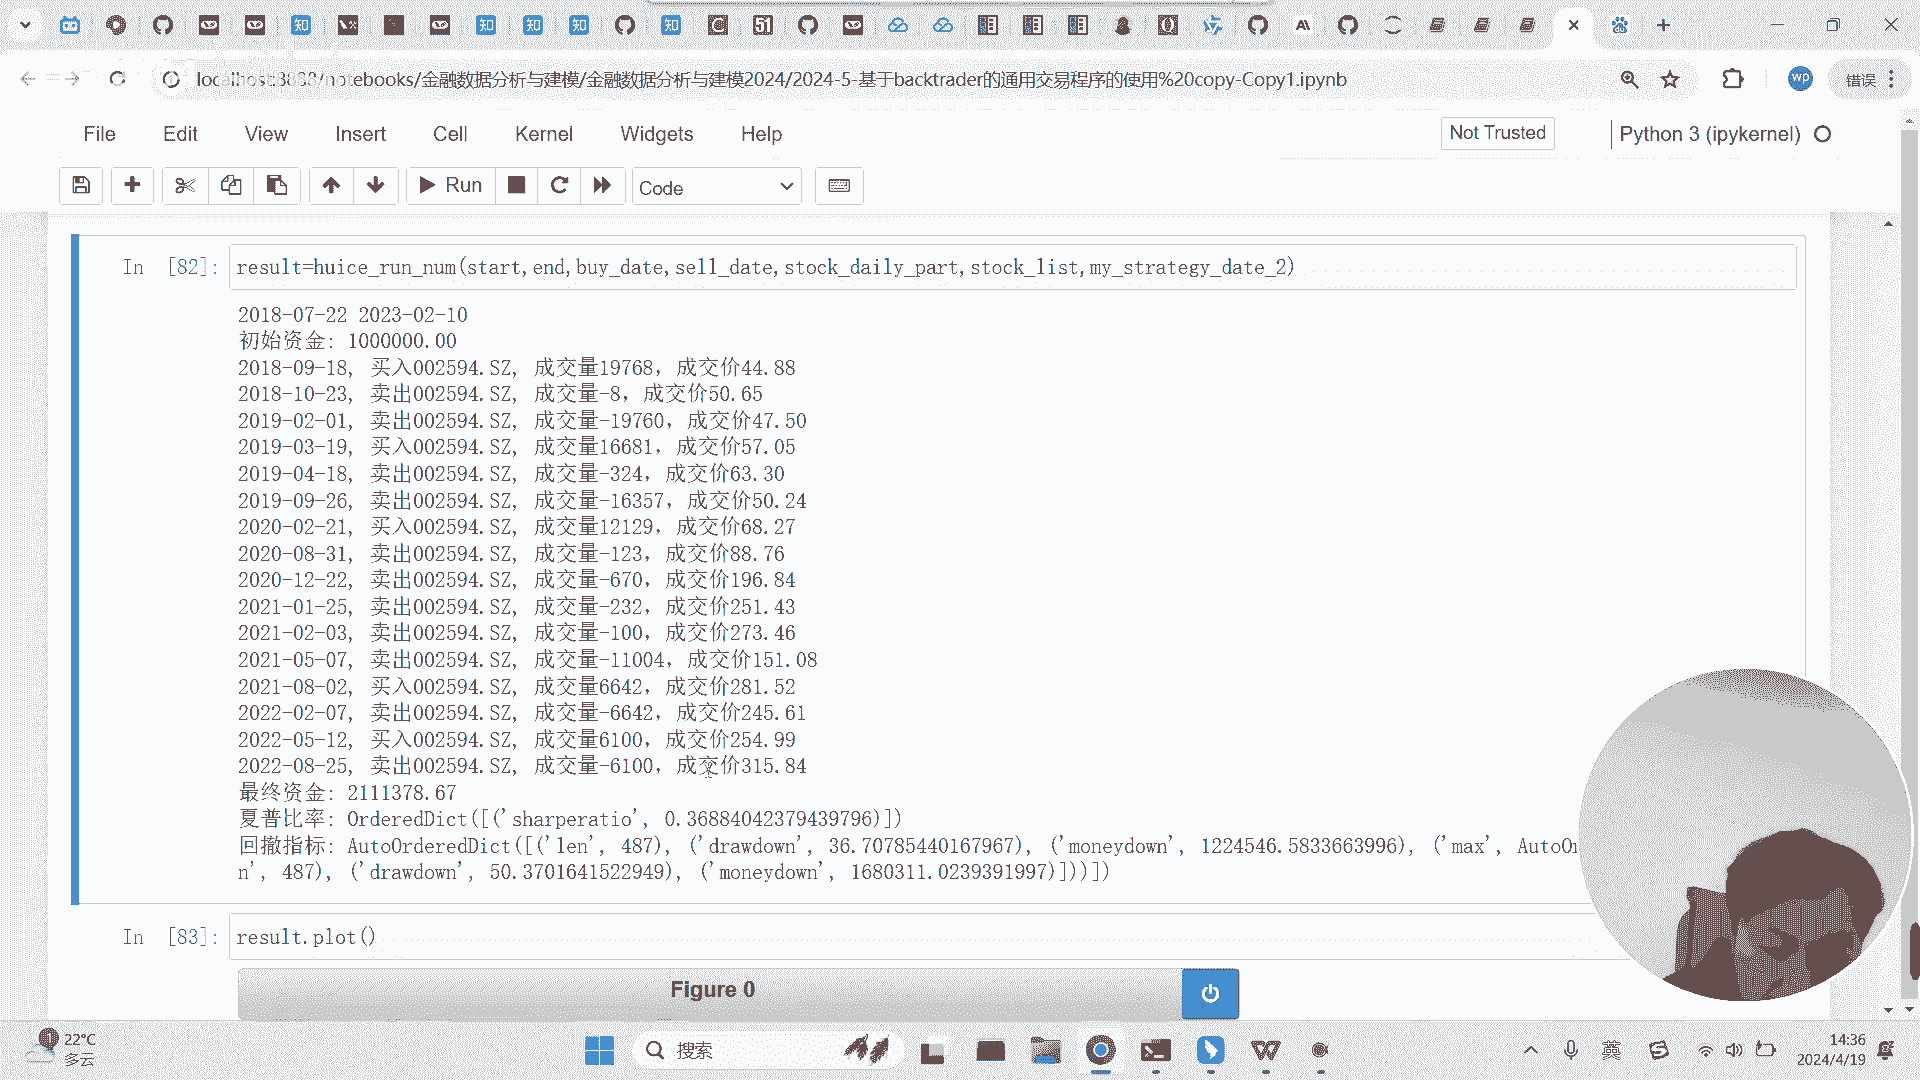 localhost:8888/notebooks/金融数据分析与建模/金融数据分析与建模2024/2024-5-基于backtrader的通用交易程序的使用%20copy-Copy1.ipynb
wp
错误
File Edit View Insert Cell Kernel Widgets Help
Not Trusted
Python 3 (ipykernel)
Run
Code
In [82]: result=huice_run_num(start,end,buy_date,sell_date,stock_daily_part,stock_list,my_strategy_date_2)
2018-07-22 2023-02-10
初始资金: 1000000.00
2018-09-18, 买入002594.SZ, 成交量19768，成交价44.88
2018-10-23, 卖出002594.SZ, 成交量-8，成交价50.65
2019-02-01, 卖出002594.SZ, 成交量-19760，成交价47.50
2019-03-19, 买入002594.SZ, 成交量16681，成交价57.05
2019-04-18, 卖出002594.SZ, 成交量-324，成交价63.30
2019-09-26, 卖出002594.SZ, 成交量-16357，成交价50.24
2020-02-21, 买入002594.SZ, 成交量12129，成交价68.27
2020-08-31, 卖出002594.SZ, 成交量-123，成交价88.76
2020-12-22, 卖出002594.SZ, 成交量-670，成交价196.84
2021-01-25, 卖出002594.SZ, 成交量-232，成交价251.43
2021-02-03, 卖出002594.SZ, 成交量-100，成交价273.46
2021-05-07, 卖出002594.SZ, 成交量-11004，成交价151.08
2021-08-02, 买入002594.SZ, 成交量6642，成交价281.52
2022-02-07, 卖出002594.SZ, 成交量-6642，成交价245.61
2022-05-12, 买入002594.SZ, 成交量6100，成交价254.99
2022-08-25, 卖出002594.SZ, 成交量-6100，成交价315.84
最终资金: 2111378.67
夏普比率: OrderedDict([('sharperatio', 0.36884042379439796)])
回撤指标: AutoOrderedDict([('len', 487), ('drawdown', 36.70785440167967), ('moneydown', 1224546.5833663996), ('max', AutoO
n', 487), ('drawdown', 50.3701641522949), ('moneydown', 1680311.0239391997)]))])
In [83]: result.plot()
Figure 0
22°C
多云
搜索
英
14:36
2024/4/19